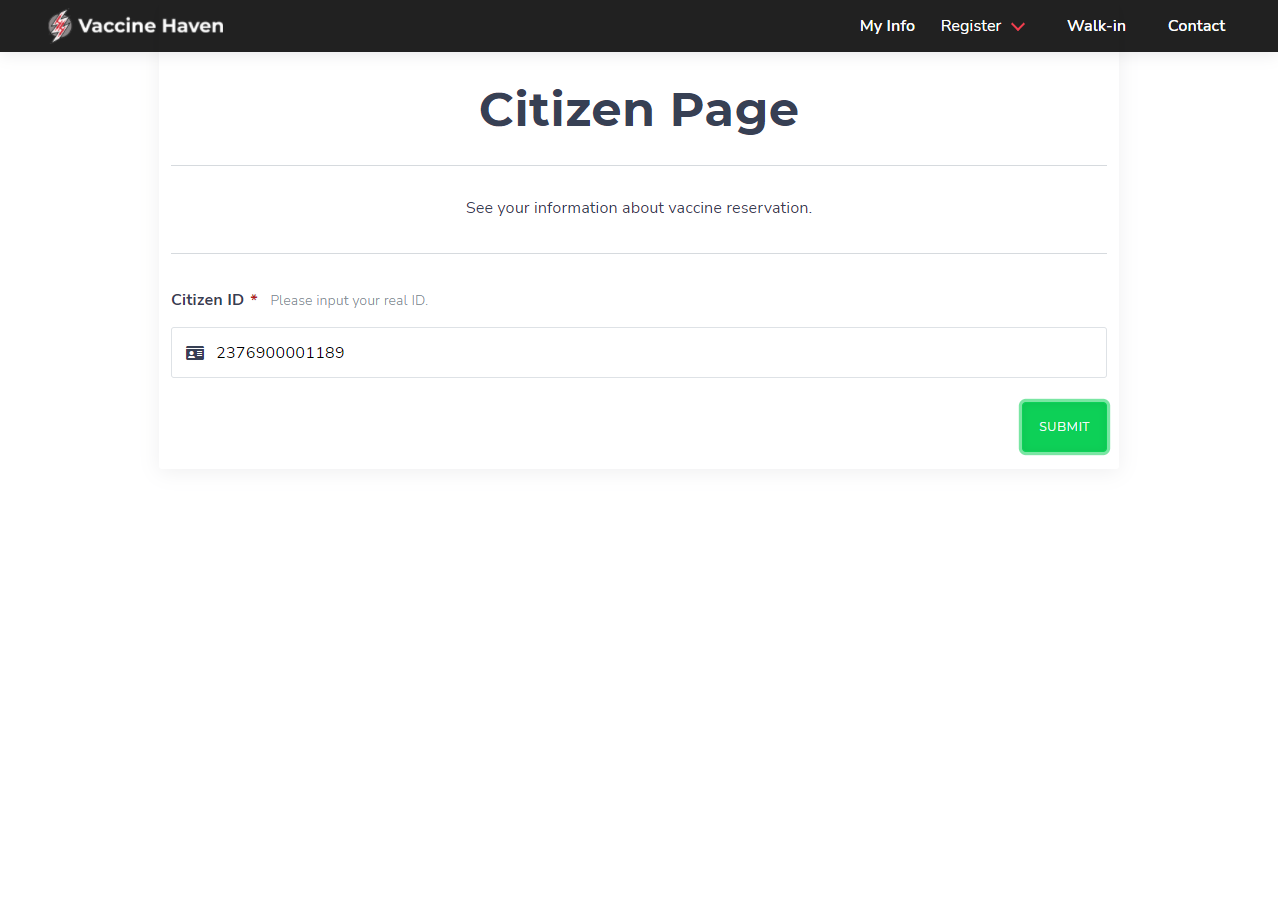 Vaccine Haven
My Info Register Walk-in Contact
Citizen Page
See your information about vaccine reservation.
Citizen ID * Please input your real ID.
2376900001189
SUBMIT